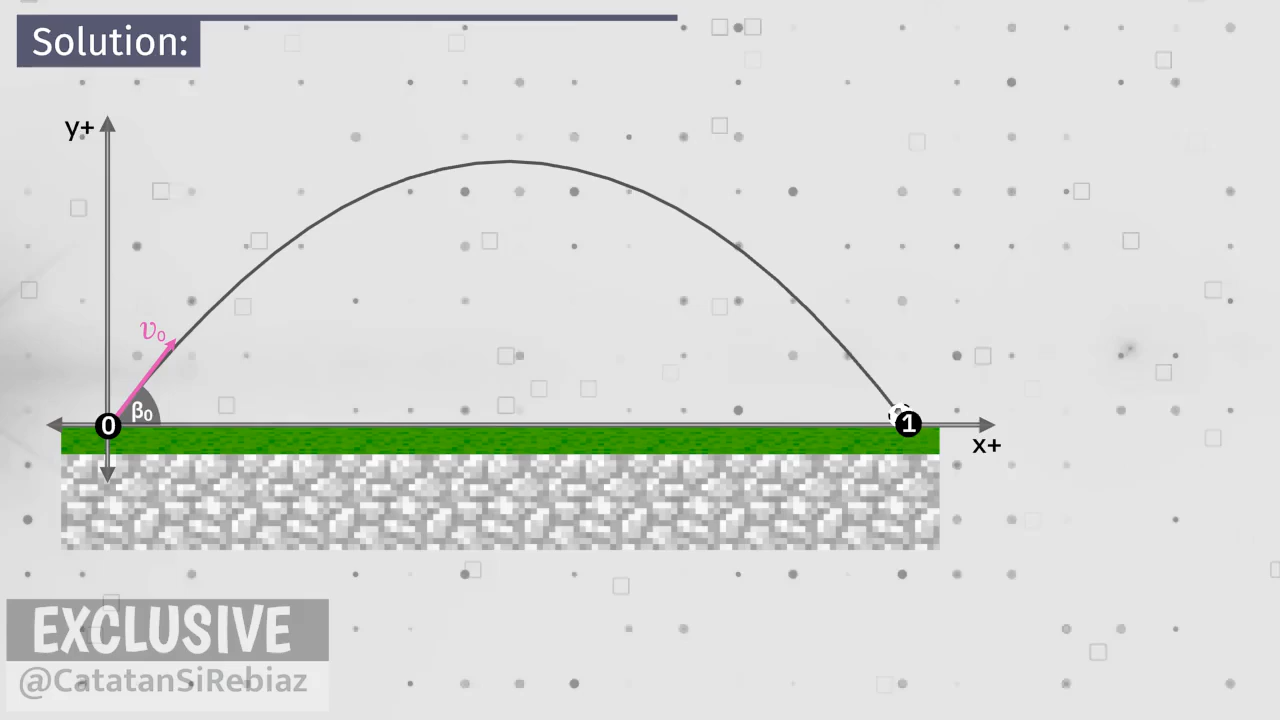 Solution:
y+
v₀
β₀
0
1
x+
EXCLUSIVE
@CatatanSiRebiaz